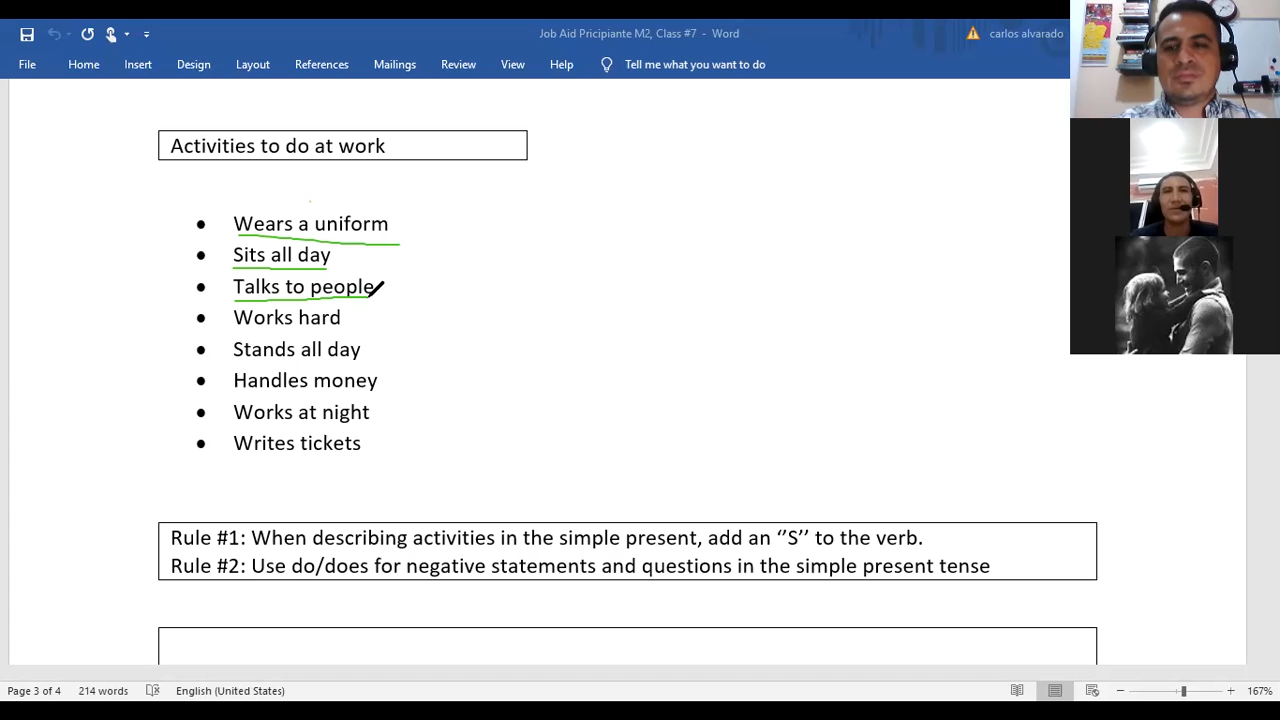 Job Aid Pricipiante M2, Class #7 - Word
carlos alvarado
File Home Insert Design Layout References Mailings Review View Help Tell me what you want to do
Activities to do at work
• Wears a uniform
• Sits all day
• Talks to people
• Works hard
• Stands all day
• Handles money
• Works at night
• Writes tickets
Rule #1: When describing activities in the simple present, add an ‘’S’’ to the verb.
Rule #2: Use do/does for negative statements and questions in the simple present tense
Page 3 of 4 214 words English (United States) 167%